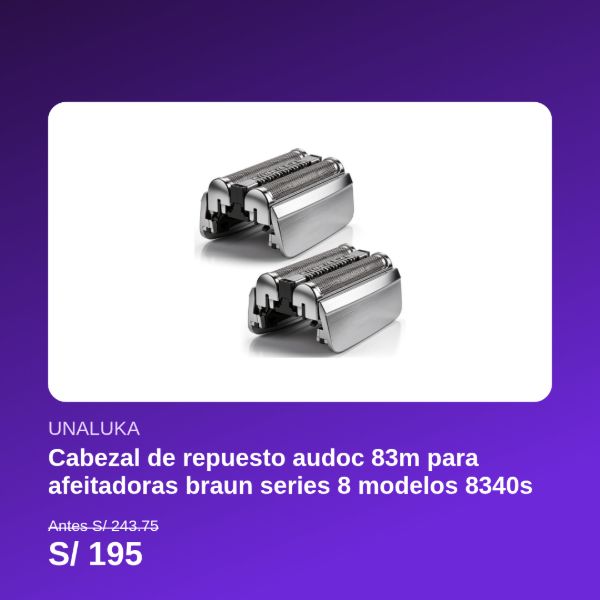 UNALUKA
Cabezal de repuesto audoc 83m para
afeitadoras braun series 8 modelos 8340s
Antes S/ 243.75
S/ 195